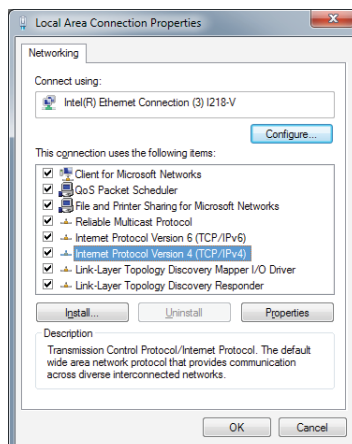 Local Area Connection Properties
Networking
Connect using:
Intel(R) Ethernet Connection (3) I218-V
Configure...
This connection uses the following items:
Client for Microsoft Networks
QoS Packet Scheduler
File and Printer Sharing for Microsoft Networks
Reliable Multicast Protocol
Internet Protocol Version 6 (TCP/IPv6)
Internet Protocol Version 4 (TCP/IPv4)
Link-Layer Topology Discovery Mapper I/O Driver
Link-Layer Topology Discovery Responder
Install... Uninstall Properties
Description
Transmission Control Protocol/Internet Protocol. The default
wide area network protocol that provides communication
across diverse interconnected networks.
OK Cancel